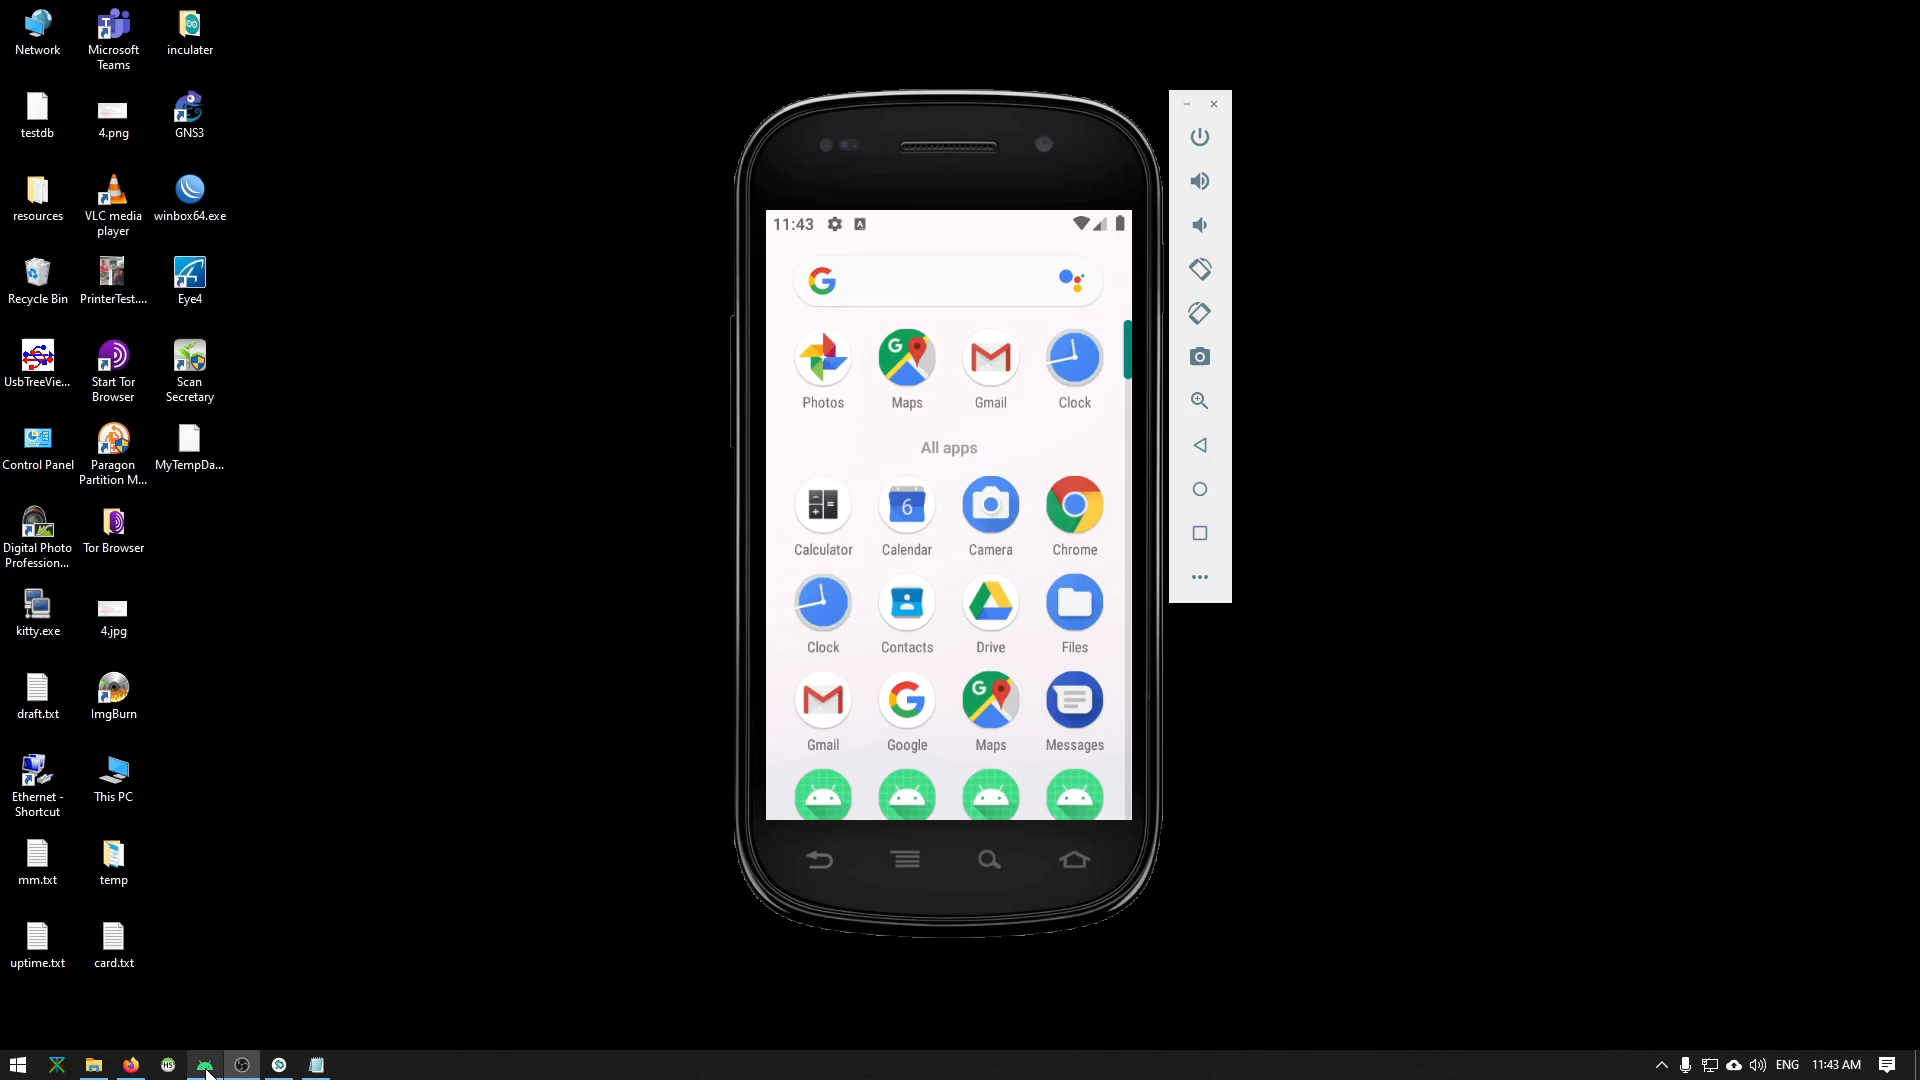 Network
Microsoft
Teams
inculater
testdb
4.png
GNS3
resources
VLC media
player
winbox64.exe
Recycle Bin
PrinterTest....
Eye4
UsbTreeVie...
Start Tor
Browser
Scan
Secretary
Control Panel
Paragon
Partition M...
MyTempDa...
Digital Photo
Profession...
Tor Browser
kitty.exe
4.jpg
draft.txt
ImgBurn
Ethernet -
Shortcut
This PC
mm.txt
temp
uptime.txt
card.txt
11:43
Photos
Maps
Gmail
Clock
All apps
Calculator
6
Calendar
Camera
Chrome
Clock
Contacts
Drive
Files
Gmail
Google
Maps
Messages
HS
ENG
11:43 AM